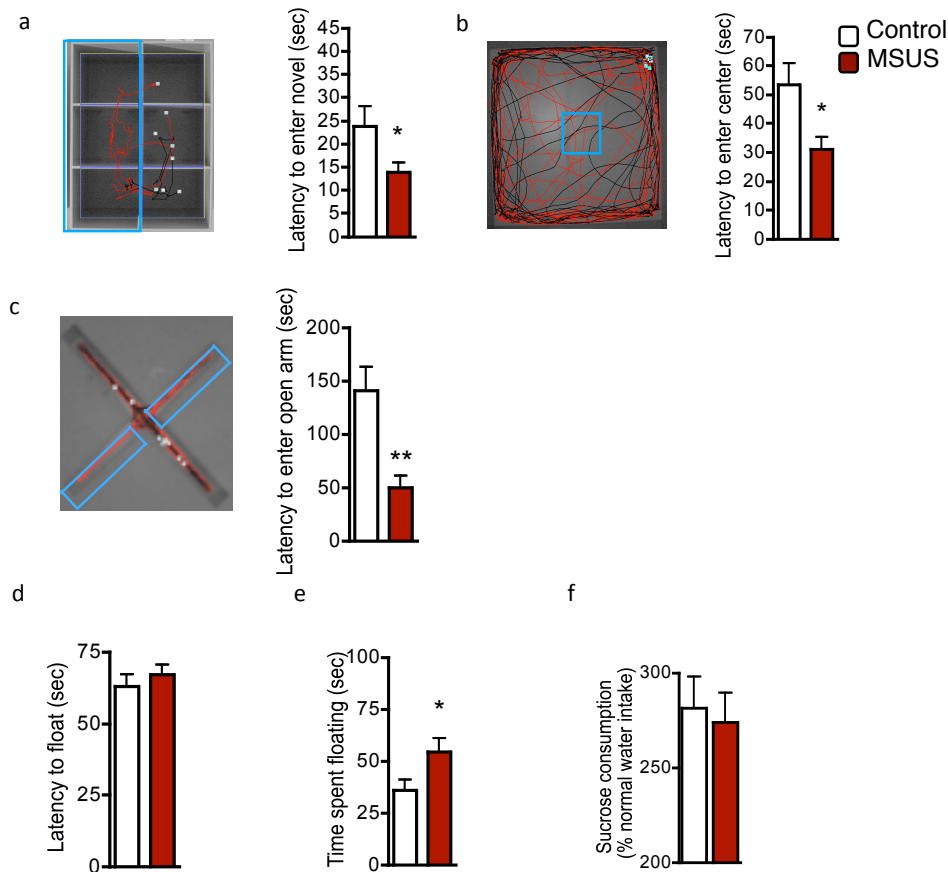 a
Latency to enter novel (sec)
45
40
35
30
25
20
15
10
5
0
*
b
Latency to enter center (sec)
70
60
50
40
30
20
10
0
*
Control
MSUS
c
Latency to enter open arm (sec)
200
150
100
50
0
**
d
Latency to float (sec)
75
50
25
0
e
Time spent floating (sec)
100
75
50
25
0
*
f
Sucrose consumption
(% normal water intake)
300
250
200